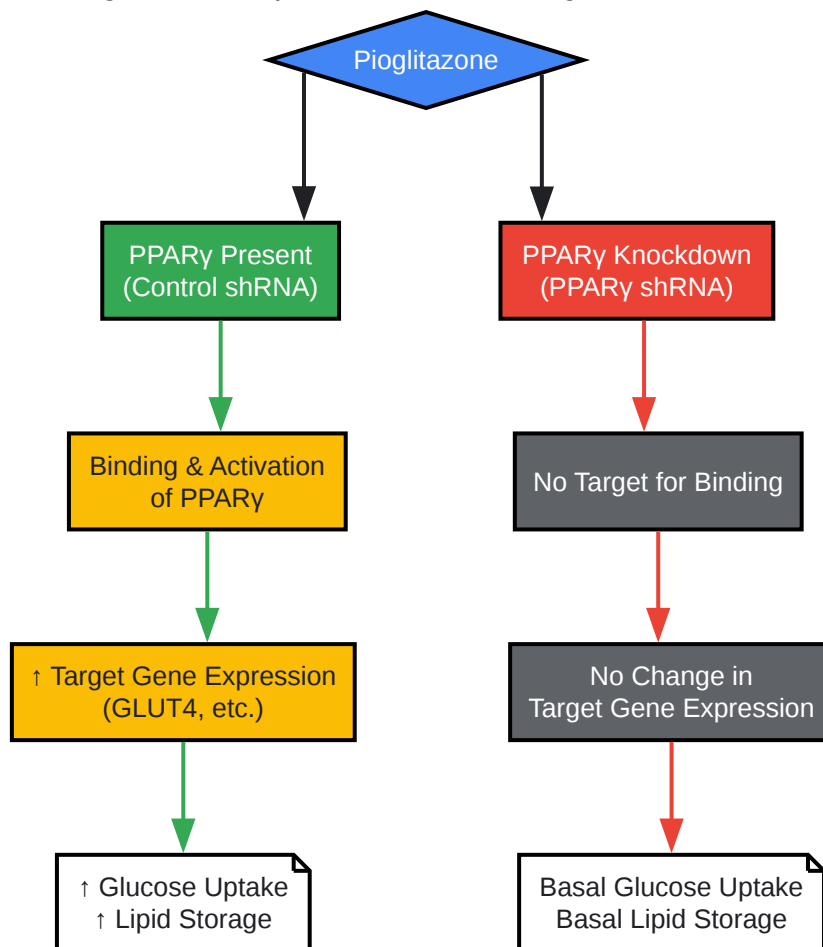 Pioglitazone
PPARγ Present
(Control shRNA)
PPARγ Knockdown
(PPARγ shRNA)
Binding & Activation
of PPARγ
No Target for Binding
↑ Target Gene Expression
(GLUT4, etc.)
No Change in
Target Gene Expression
↑ Glucose Uptake
↑ Lipid Storage
Basal Glucose Uptake
Basal Lipid Storage